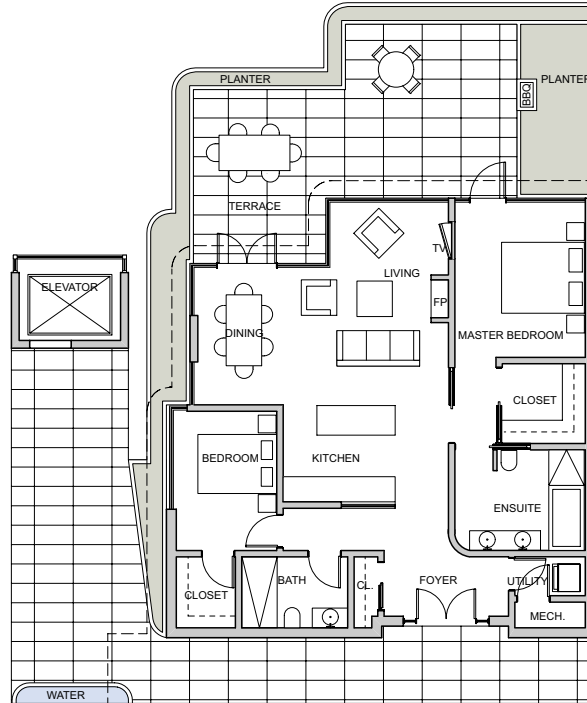 PLANTER
PLANTER
BBQ
TERRACE
TV
LIVING
ELEVATOR
FP
DINING
MASTER BEDROOM
CLOSET
BEDROOM
KITCHEN
ENSUITE
BATH
CL.
FOYER
UTILITY
CLOSET
MECH.
WATER